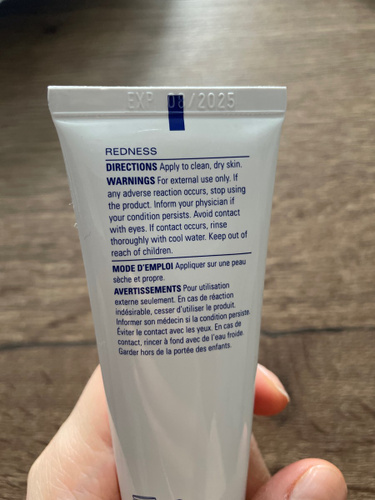 EXP 08/2025
REDNESS
DIRECTIONS Apply to clean, dry skin.
WARNINGS For external use only. If
any adverse reaction occurs, stop using
the product. Inform your physician if
your condition persists. Avoid contact
with eyes. If contact occurs, rinse
thoroughly with cool water. Keep out of
reach of children.
MODE D'EMPLOI Appliquer sur une peau
sèche et propre.
AVERTISSEMENTS Pour utilisation
externe seulement. En cas de réaction
indésirable, cesser d'utiliser le produit.
Informer son médecin si la condition persiste.
Éviter le contact avec les yeux. En cas de
contact, rincer à fond avec de l'eau froide.
Garder hors de la portée des enfants.